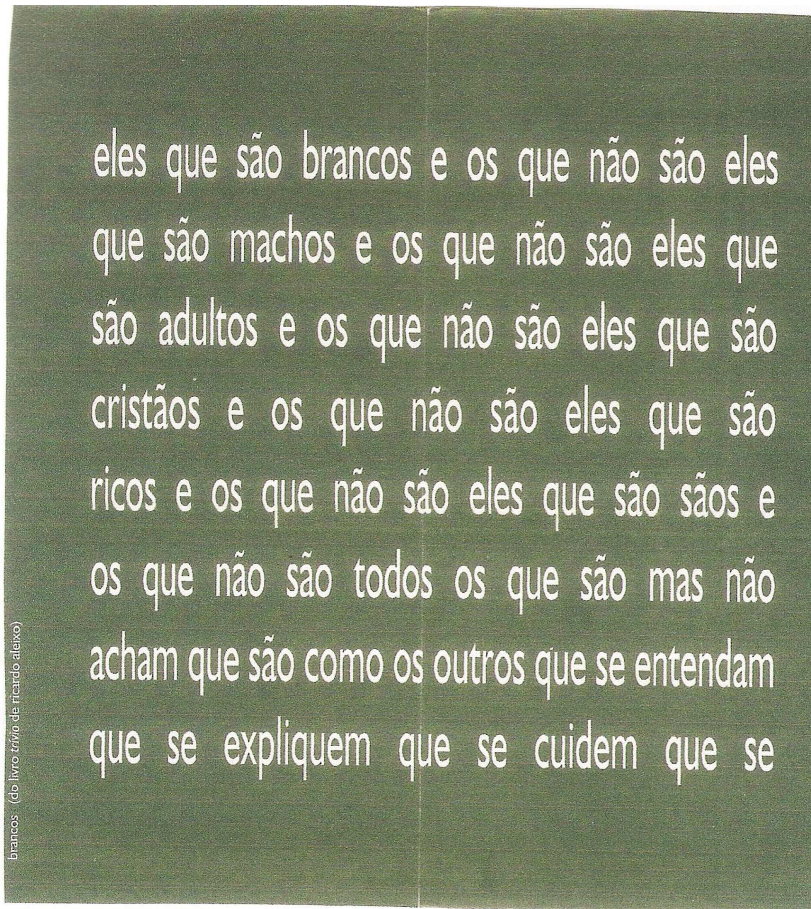 eles que são brancos e os que não são eles
que são machos e os que não são eles que
são adultos e os que não são eles que são
cristãos e os que não são eles que são
ricos e os que não são eles que são sãos e
os que não são todos os que são mas não
acham que são como os outros que se entendam
que se expliquem que se cuidem que se
brancos (do livro trívio de ricardo aleixo)